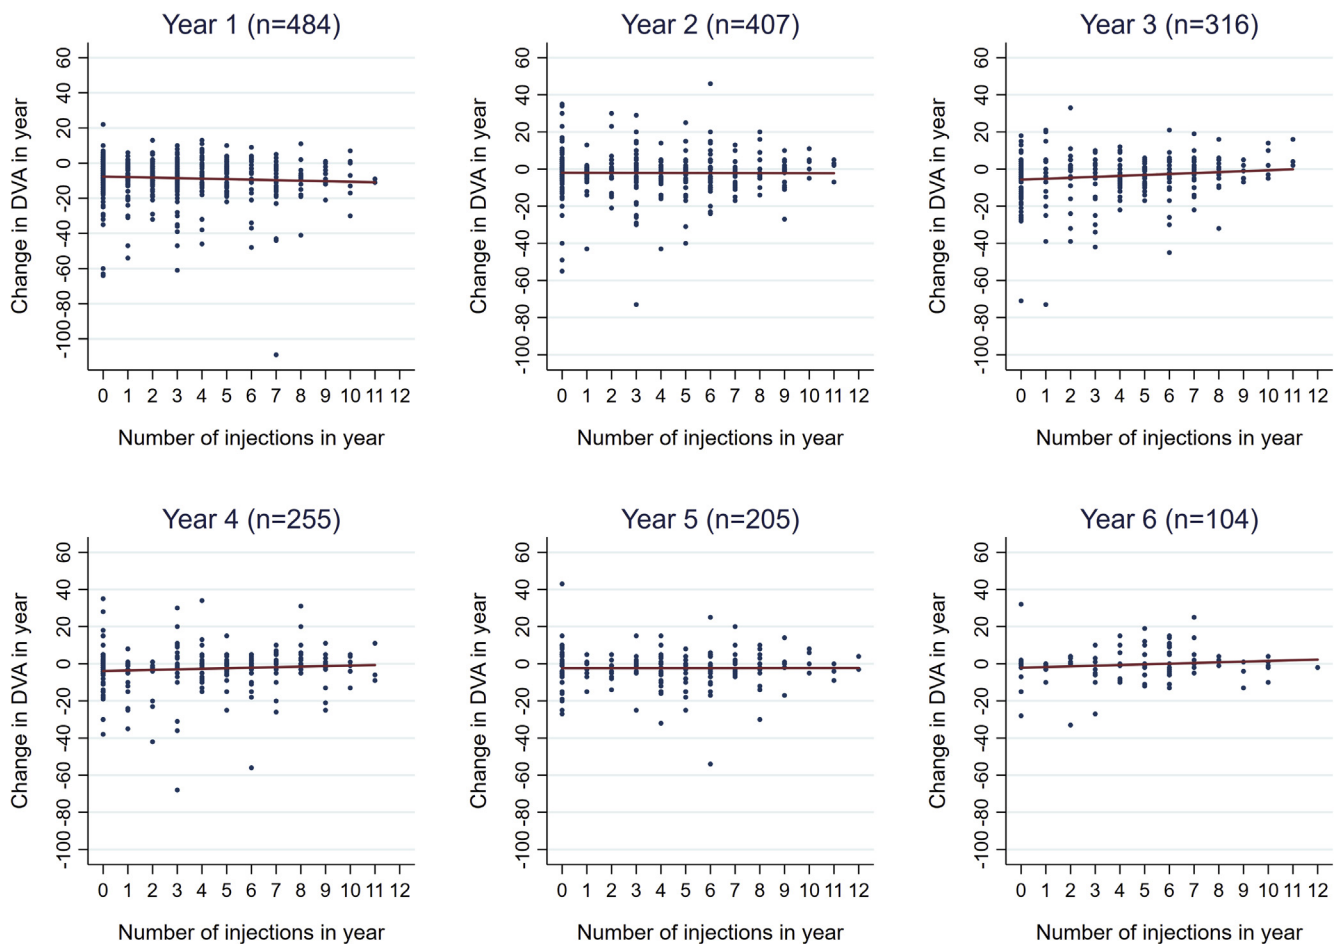 Year 1 (n=484)
Change in DVA in year
60
40
20
0
-20
-40
-60
-80
-100
0 1 2 3 4 5 6 7 8 9 10 11 12
Number of injections in year
Year 2 (n=407)
Change in DVA in year
60
40
20
0
-20
-40
-60
-80
-100
0 1 2 3 4 5 6 7 8 9 10 11 12
Number of injections in year
Year 3 (n=316)
Change in DVA in year
60
40
20
0
-20
-40
-60
-80
-100
0 1 2 3 4 5 6 7 8 9 10 11 12
Number of injections in year
Year 4 (n=255)
Change in DVA in year
60
40
20
0
-20
-40
-60
-80
-100
0 1 2 3 4 5 6 7 8 9 10 11 12
Number of injections in year
Year 5 (n=205)
Change in DVA in year
60
40
20
0
-20
-40
-60
-80
-100
0 1 2 3 4 5 6 7 8 9 10 11 12
Number of injections in year
Year 6 (n=104)
Change in DVA in year
60
40
20
0
-20
-40
-60
-80
-100
0 1 2 3 4 5 6 7 8 9 10 11 12
Number of injections in year